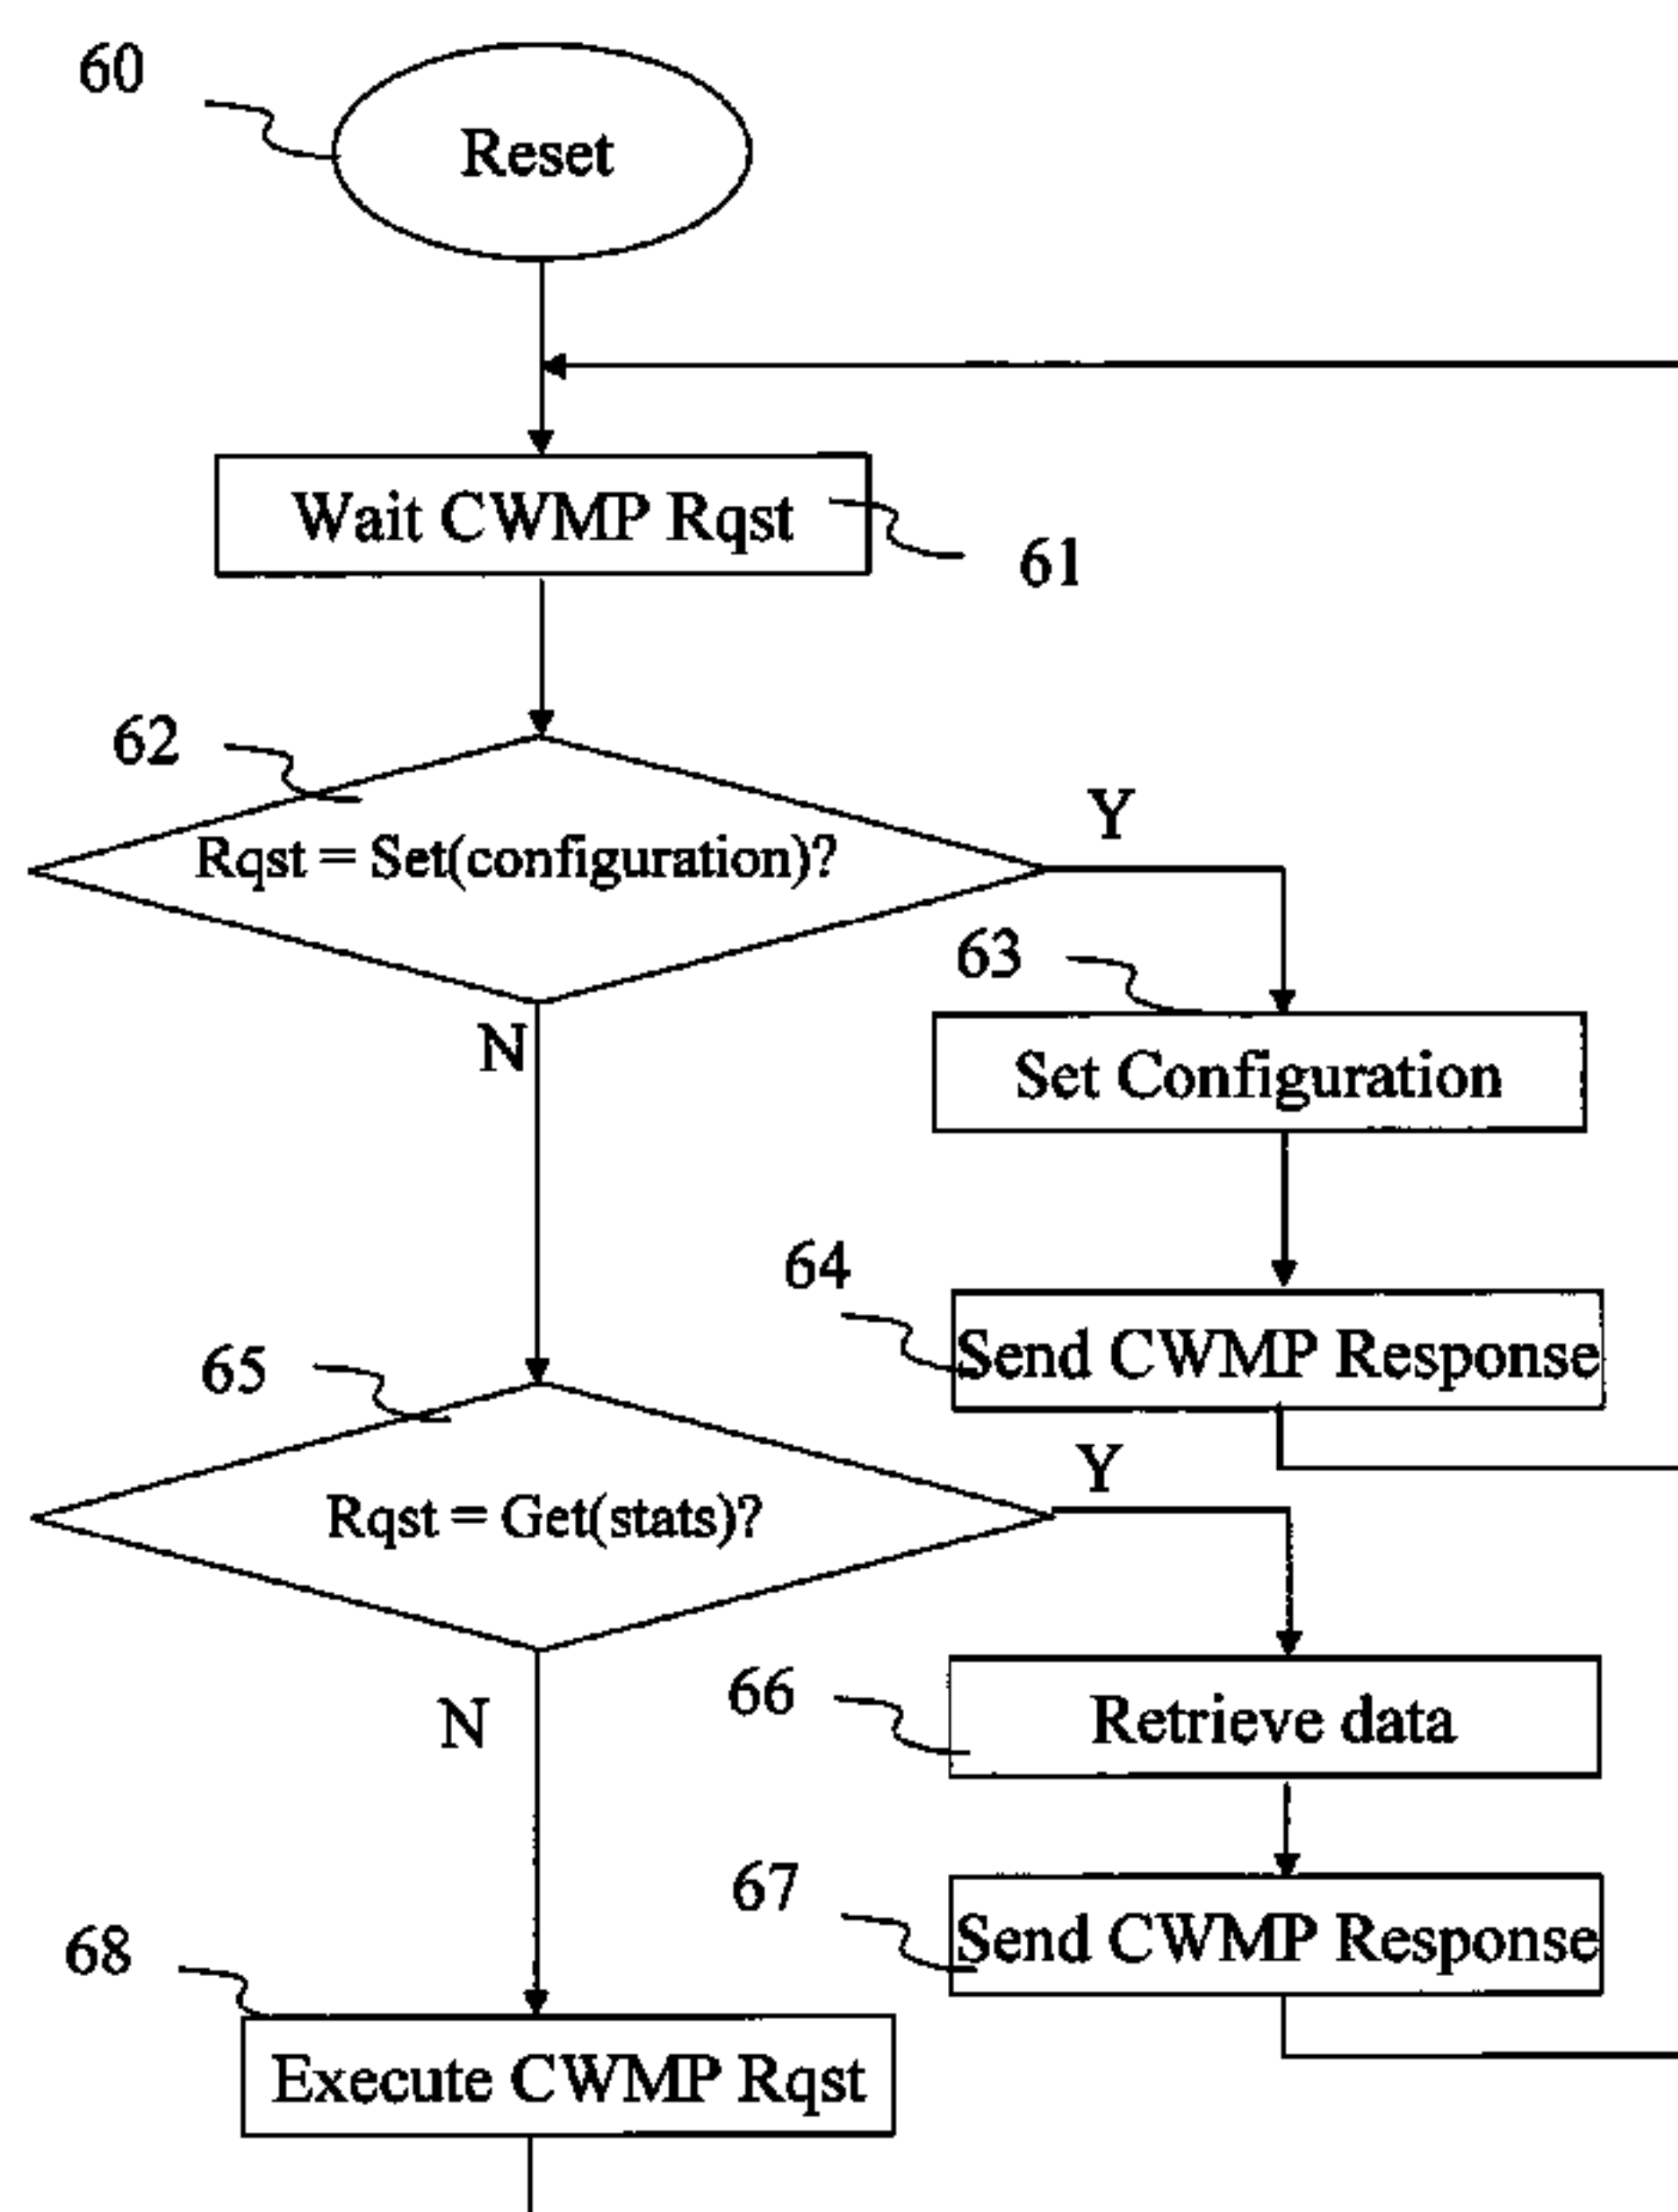 60
Reset
Wait CWMP Rqst
61
62
Rqst = Set(configuration)?
Y
N
63
Set Configuration
64
Send CWMP Response
65
Rqst = Get(stats)?
Y
N
66
Retrieve data
67
Send CWMP Response
68
Execute CWMP Rqst